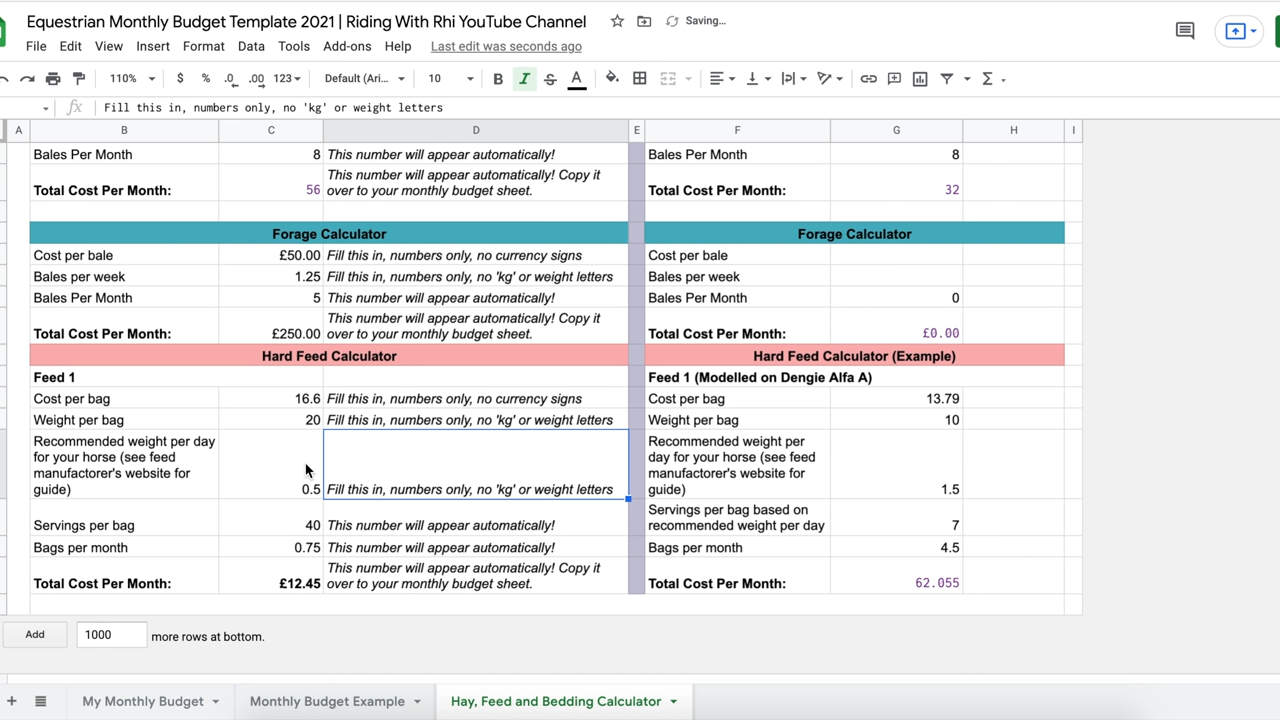 Equestrian Monthly Budget Template 2021 | Riding With Rhi YouTube Channel Saving...
File Edit View Insert Format Data Tools Add-ons Help Last edit was seconds ago
110% $ % .0 .00 123 Default (Ari... 10 B I S A
fx Fill this in, numbers only, no 'kg' or weight letters
A B C D E F G H I
Bales Per Month 8 This number will appear automatically! Bales Per Month 8
This number will appear automatically! Copy it
Total Cost Per Month: 56 over to your monthly budget sheet. Total Cost Per Month: 32
Forage Calculator Forage Calculator
Cost per bale £50.00 Fill this in, numbers only, no currency signs Cost per bale
Bales per week 1.25 Fill this in, numbers only, no 'kg' or weight letters Bales per week
Bales Per Month 5 This number will appear automatically! Bales Per Month 0
This number will appear automatically! Copy it
Total Cost Per Month: £250.00 over to your monthly budget sheet. Total Cost Per Month: £0.00
Hard Feed Calculator Hard Feed Calculator (Example)
Feed 1 Feed 1 (Modelled on Dengie Alfa A)
Cost per bag 16.6 Fill this in, numbers only, no currency signs Cost per bag 13.79
Weight per bag 20 Fill this in, numbers only, no 'kg' or weight letters Weight per bag 10
Recommended weight per day Recommended weight per
for your horse (see feed day for your horse (see feed
manufactorer's website for manufactorer's website for
guide) 0.5 Fill this in, numbers only, no 'kg' or weight letters guide) 1.5
Servings per bag based on
Servings per bag 40 This number will appear automatically! recommended weight per day 7
Bags per month 0.75 This number will appear automatically! Bags per month 4.5
This number will appear automatically! Copy it
Total Cost Per Month: £12.45 over to your monthly budget sheet. Total Cost Per Month: 62.055
Add 1000 more rows at bottom.
My Monthly Budget Monthly Budget Example Hay, Feed and Bedding Calculator